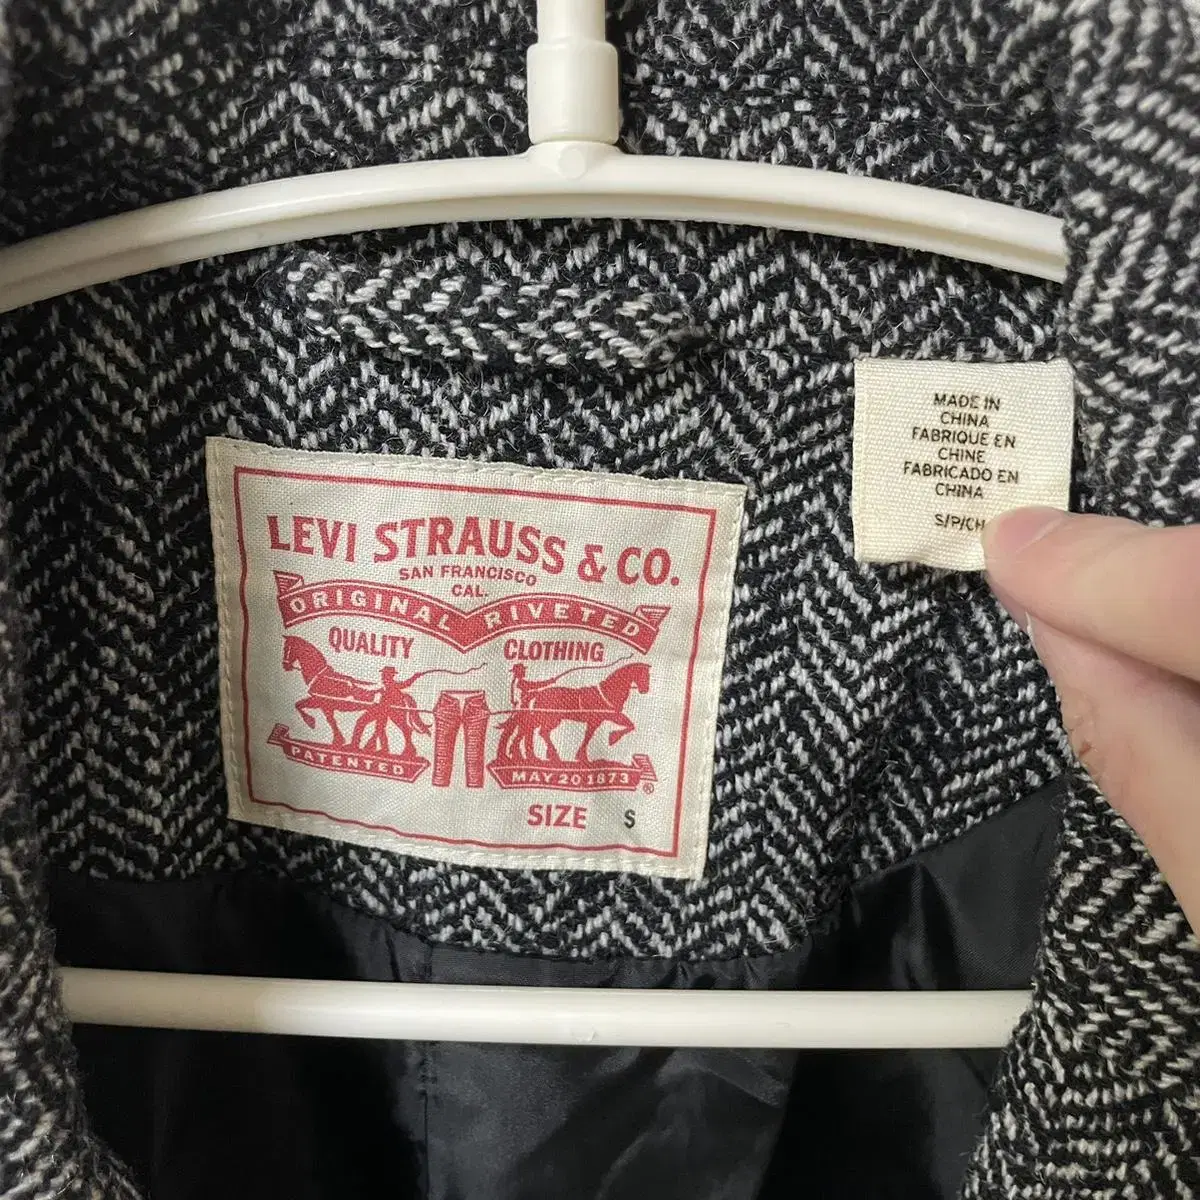 LEVI STRAUSS & CO.
SAN FRANCISCO
CAL.
ORIGINAL RIVETED
QUALITY CLOTHING
PATENTED MAY 20 1873 ®
SIZE S
MADE IN
CHINA
FABRIQUE EN
CHINE
FABRICADO EN
CHINA
S/P/CH